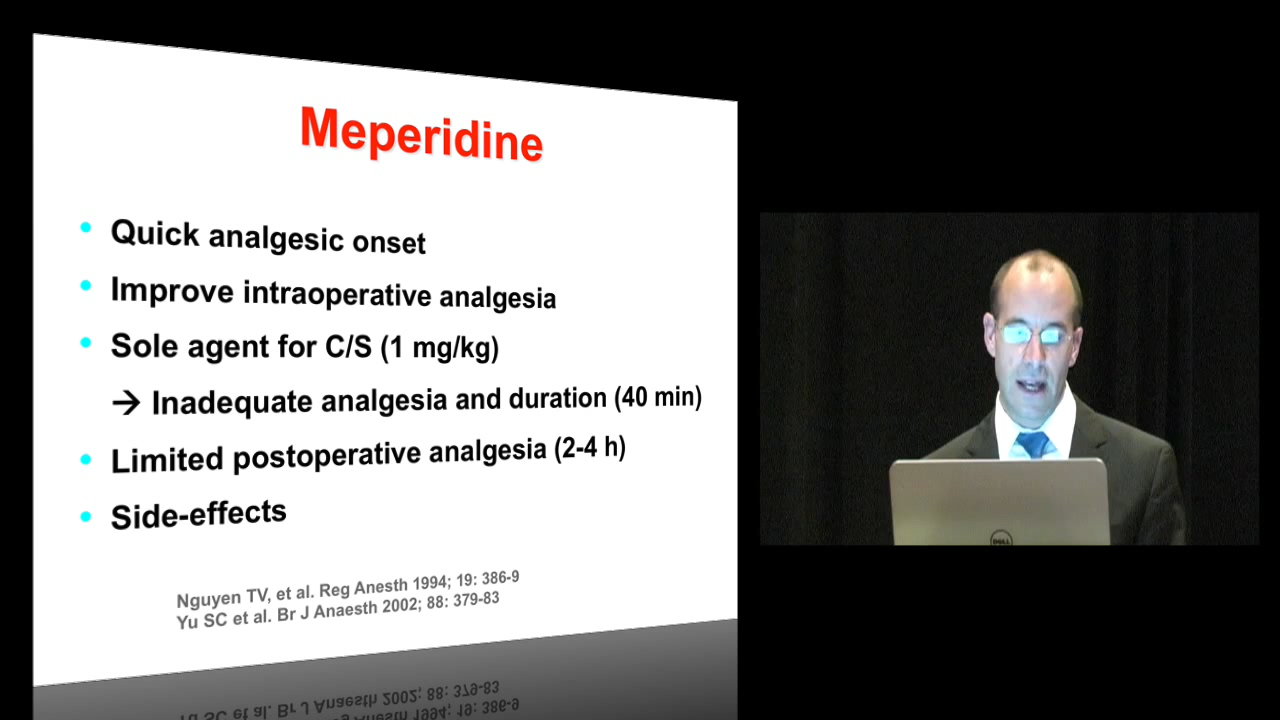 Meperidine
• Quick analgesic onset
• Improve intraoperative analgesia
• Sole agent for C/S (1 mg/kg)
→ Inadequate analgesia and duration (40 min)
• Limited postoperative analgesia (2-4 h)
• Side-effects
Nguyen TV, et al. Reg Anesth 1994; 19: 386-9
Yu SC et al. Br J Anaesth 2002; 88: 379-83
DELL